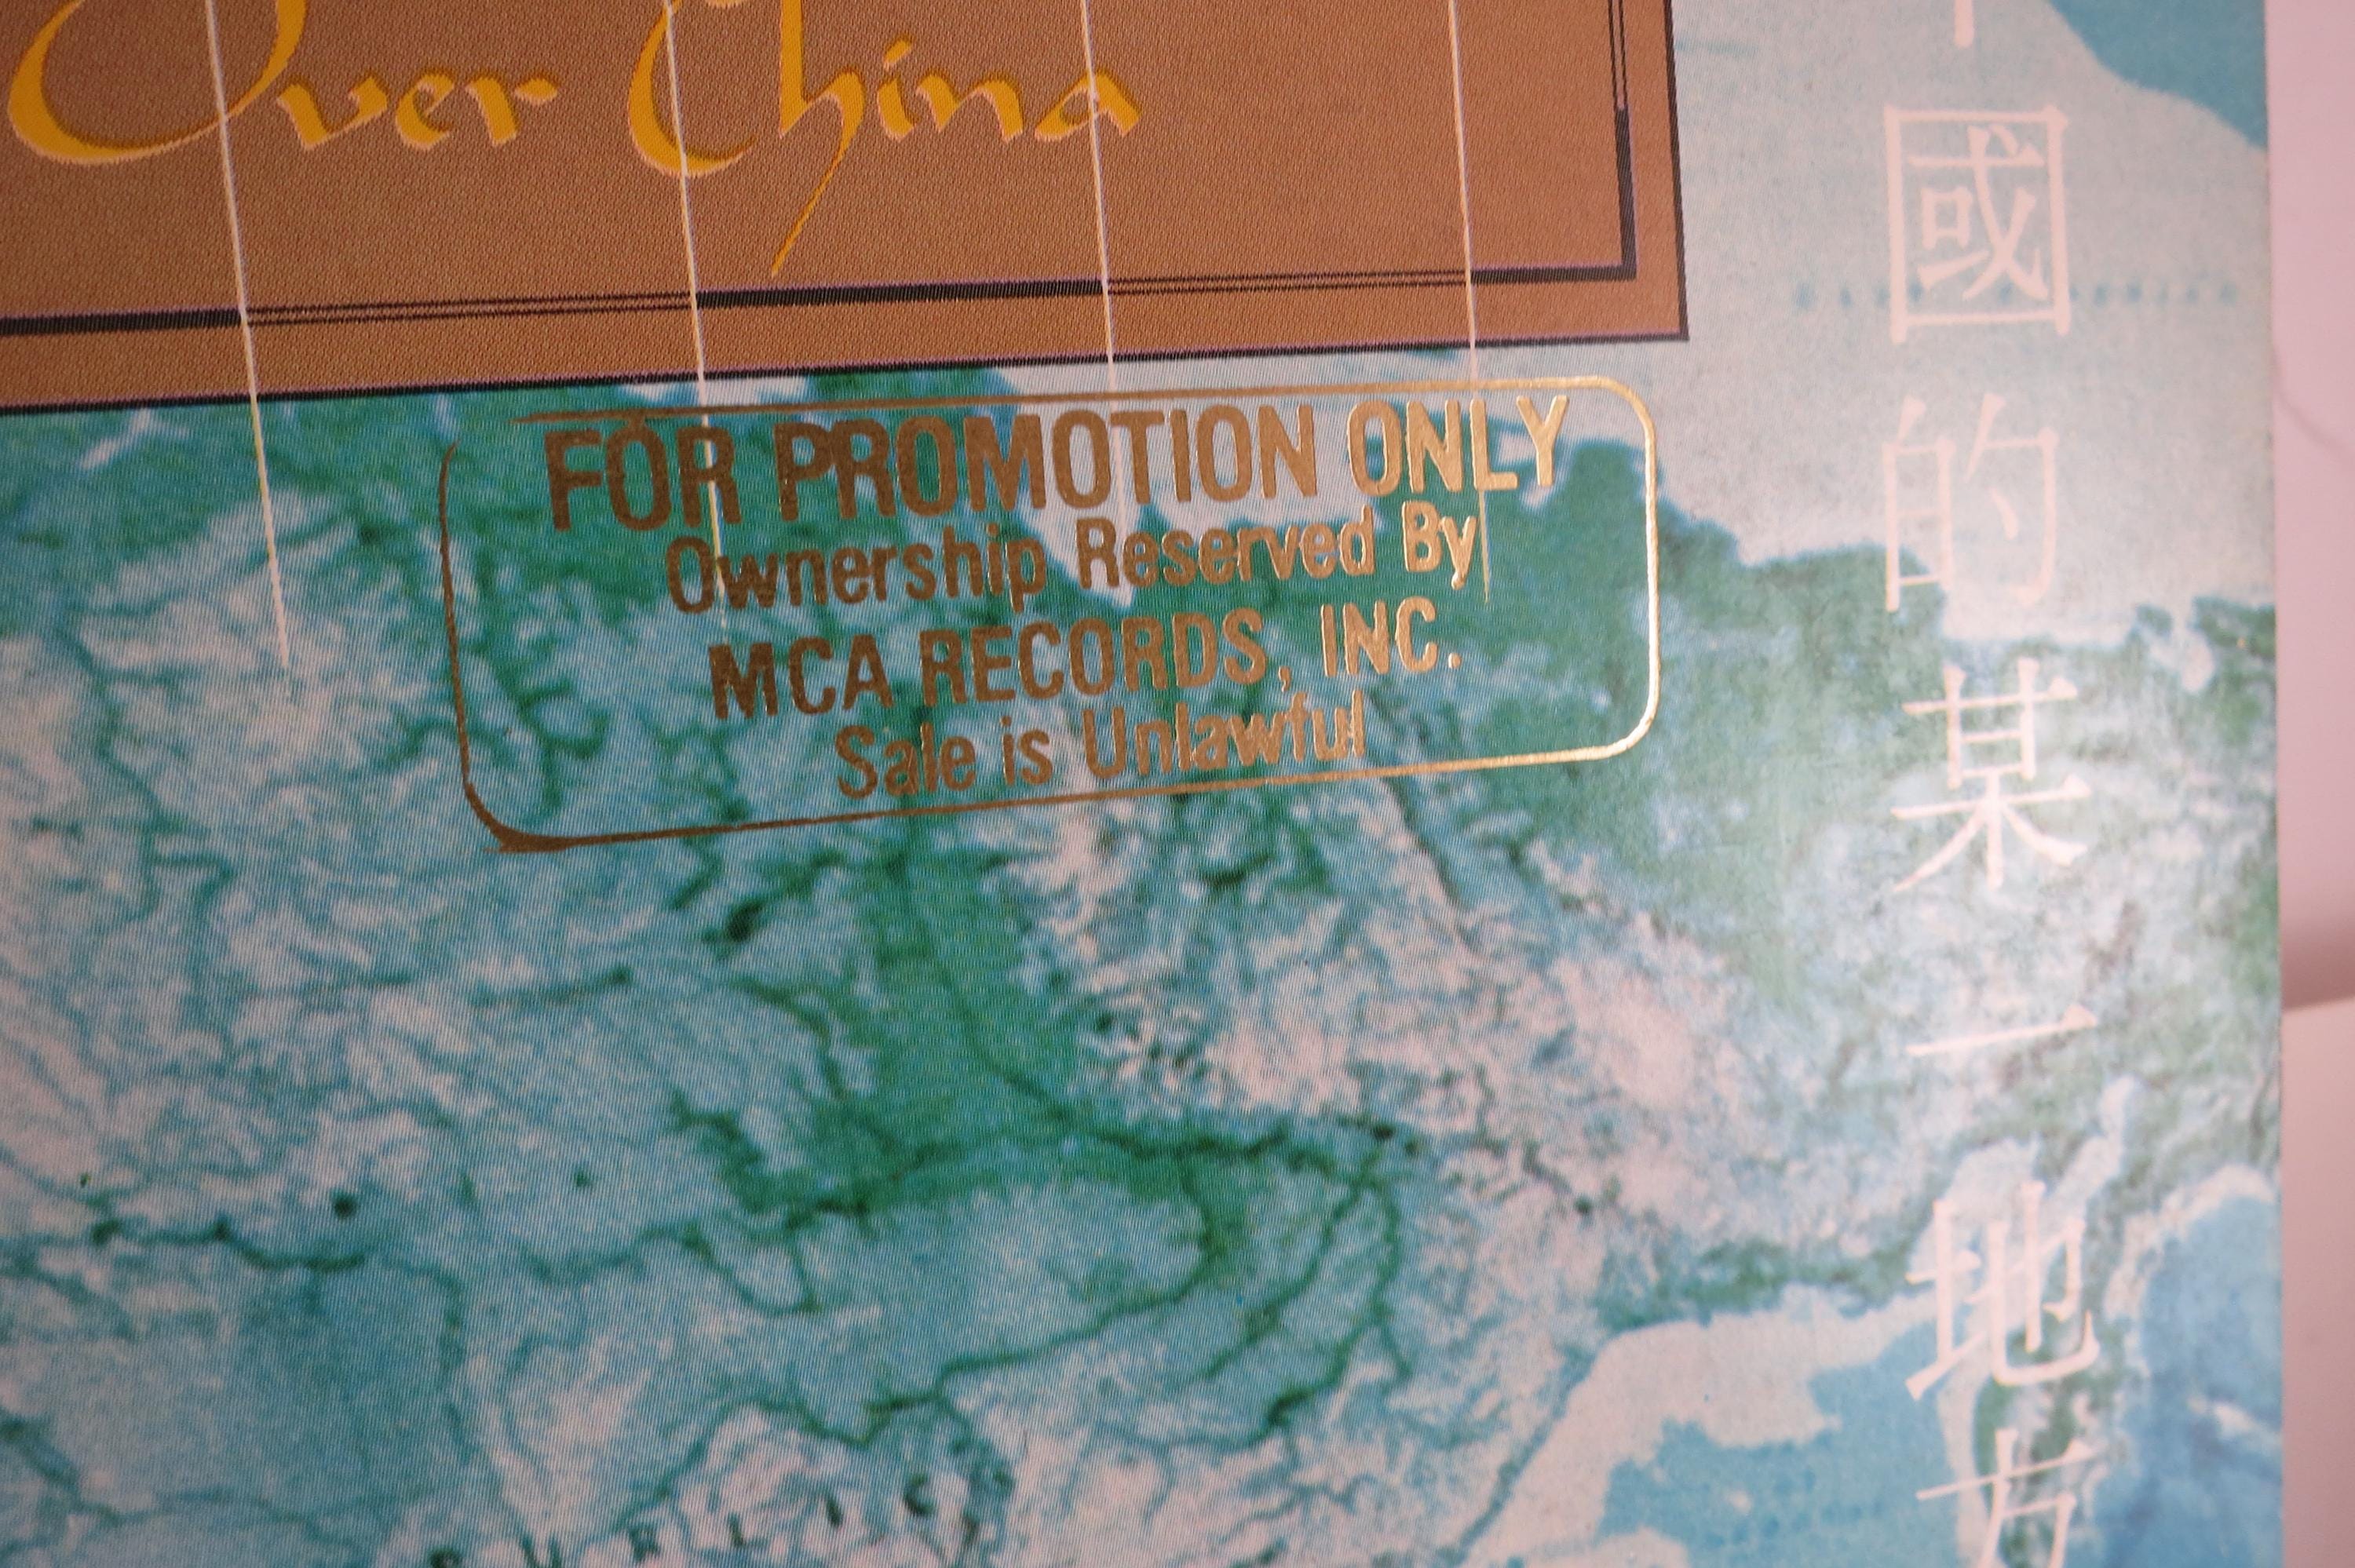 Over China
FOR PROMOTION ONLY
Ownership Reserved By
MCA RECORDS, INC.
Sale is Unlawful
國的某一地方